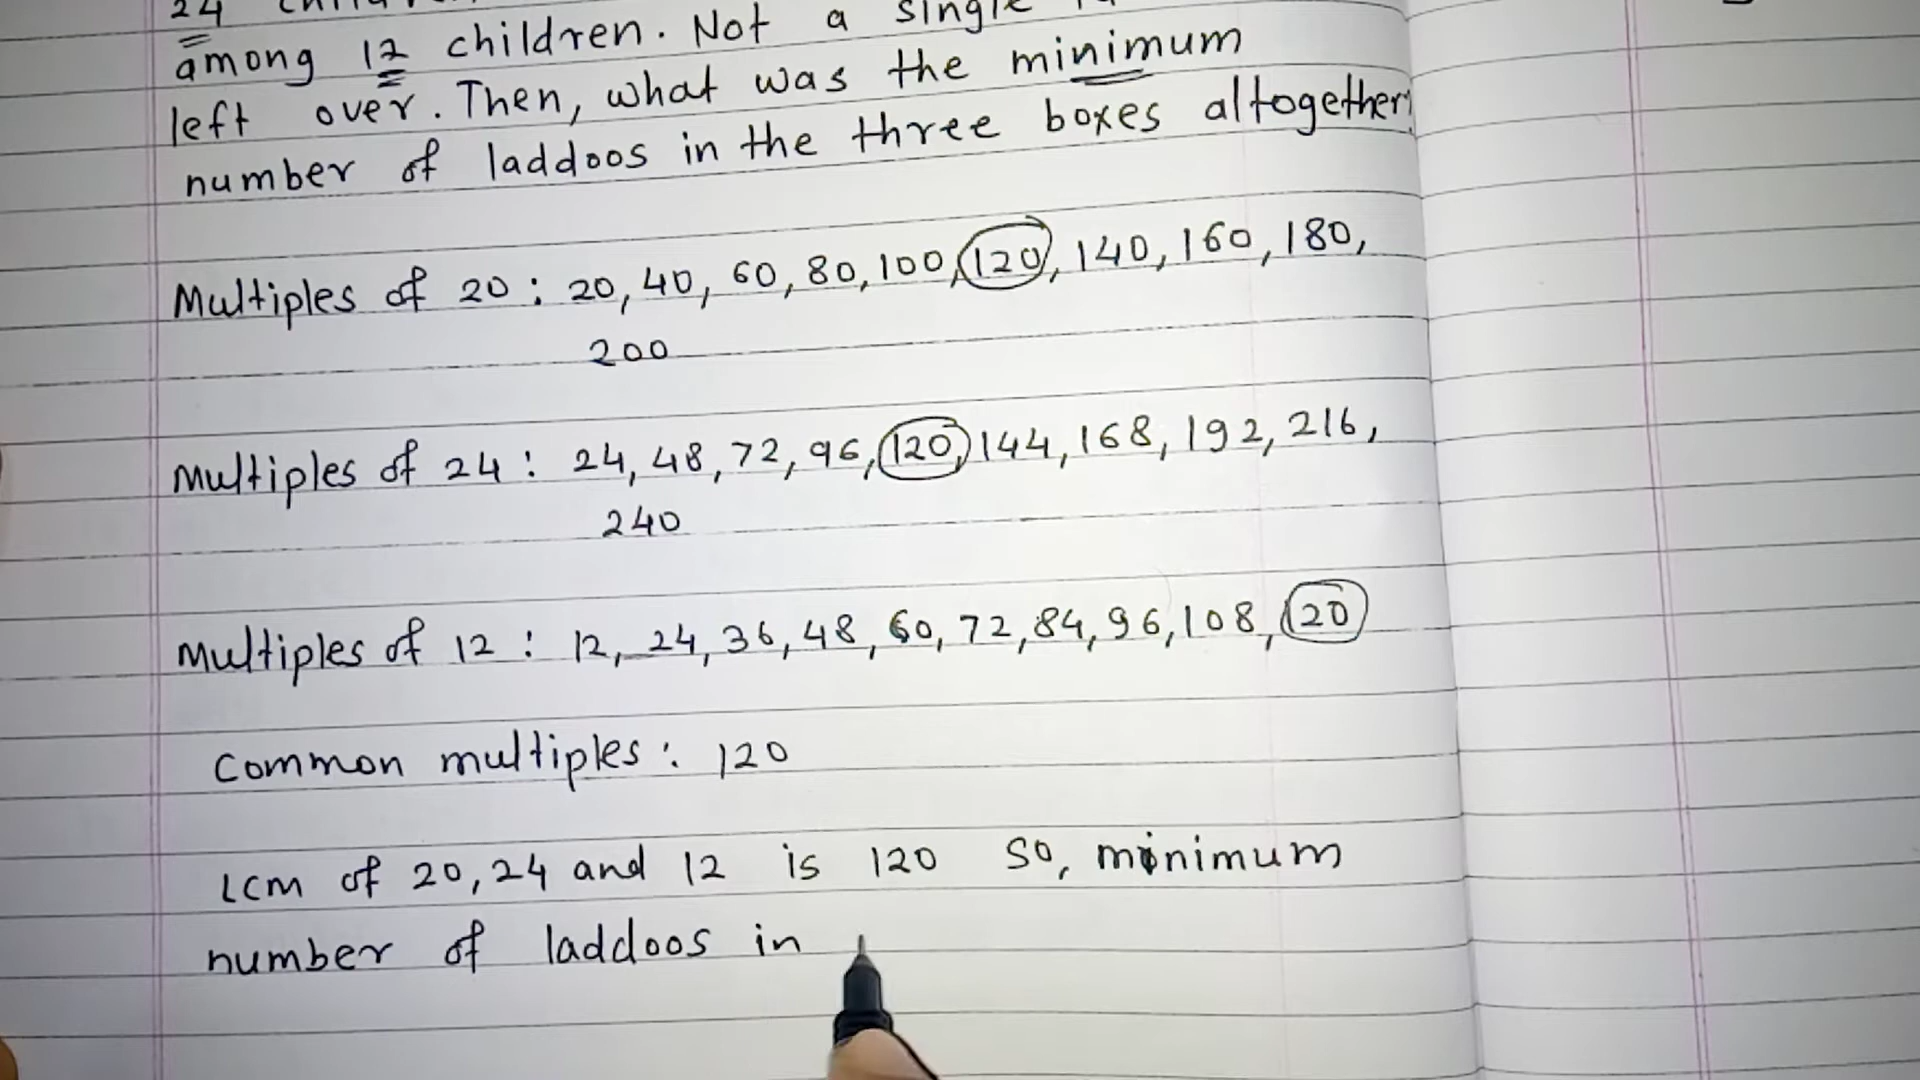 24
among 12 children. Not a single
left over. Then, what was the minimum
number of laddoos in the three boxes altogether?
Multiples of 20 : 20, 40, 60, 80, 100, 120, 140, 160, 180,
200
Multiples of 24 : 24, 48, 72, 96, 120, 144, 168, 192, 216,
240
Multiples of 12 : 12, 24, 36, 48, 60, 72, 84, 96, 108, 120
Common multiples : 120
LCM of 20, 24 and 12 is 120 So, minimum
number of laddoos in